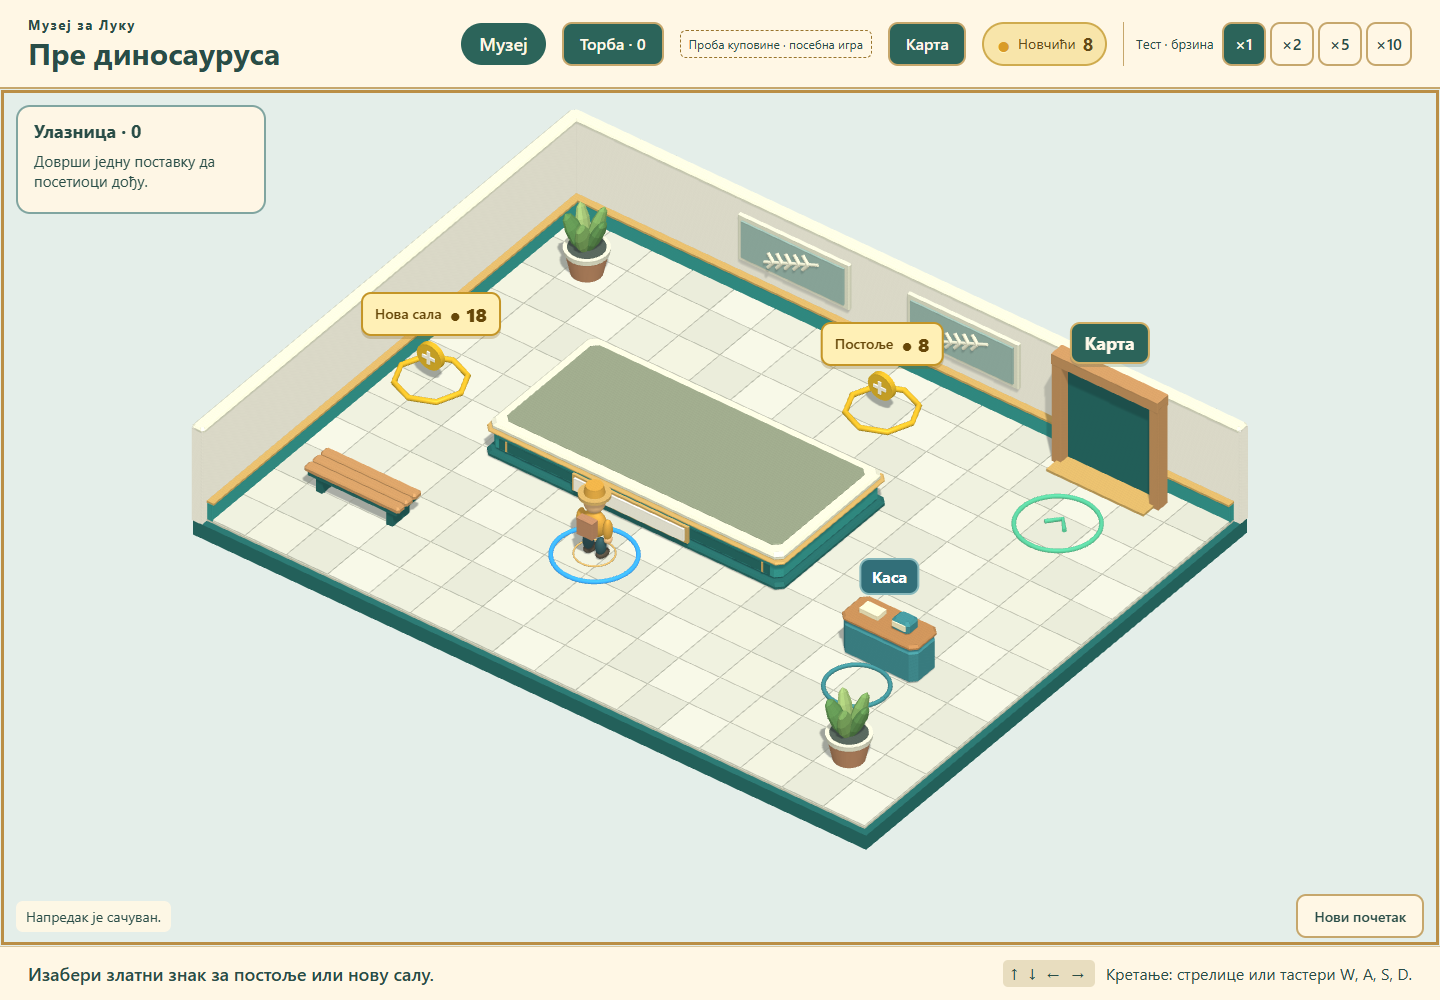 Музеј за Луку
Пре диносауруса
Музеј
Торба · 0
Проба куповине · посебна игра
Карта
Новчићи 8
Тест · брзина
×1
×2
×5
×10
Улазница · 0
Доврши једну поставку да
посетиоци дођу.
Нова сала ● 18
Постоље ● 8
Карта
Каса
Напредак је сачуван.
Нови почетак
Изабери златни знак за постоље или нову салу.
↑ ↓ ← → Кретање: стрелице или тастери W, A, S, D.